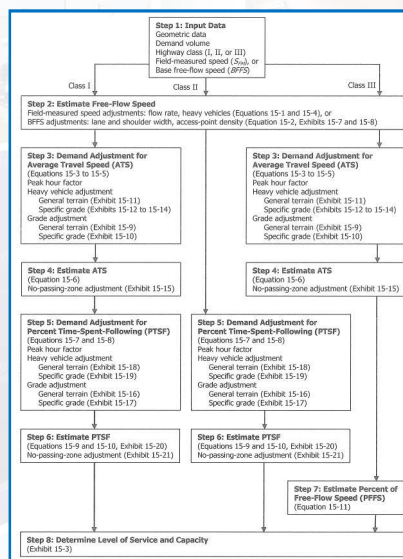 Step 1: Input Data
Geometric data
Demand volume
Highway class (I, II, or III)
Field-measured speed (SFM), or
Base free-flow speed (BFFS)
Class I
Class II
Class III
Step 2: Estimate Free-Flow Speed
Field-measured speed adjustments: flow rate, heavy vehicles (Equations 15-1 and 15-4), or
BFFS adjustments: lane and shoulder width, access-point density (Equation 15-2, Exhibits 15-7 and 15-8)
Step 3: Demand Adjustment for
Average Travel Speed (ATS)
(Equations 15-3 to 15-5)
Peak hour factor
Heavy vehicle adjustment
General terrain (Exhibit 15-11)
Specific grade (Exhibits 15-12 to 15-14)
Grade adjustment
General terrain (Exhibit 15-9)
Specific grade (Exhibit 15-10)
Step 3: Demand Adjustment for
Average Travel Speed (ATS)
(Equations 15-3 to 15-5)
Peak hour factor
Heavy vehicle adjustment
General terrain (Exhibit 15-11)
Specific grade (Exhibits 15-12 to 15-14)
Grade adjustment
General terrain (Exhibit 15-9)
Specific grade (Exhibit 15-10)
Step 4: Estimate ATS
(Equation 15-6)
No-passing-zone adjustment (Exhibit 15-15)
Step 4: Estimate ATS
(Equation 15-6)
No-passing-zone adjustment (Exhibit 15-15)
Step 5: Demand Adjustment for
Percent Time-Spent-Following (PTSF)
(Equations 15-7 and 15-8)
Peak hour factor
Heavy vehicle adjustment
General terrain (Exhibit 15-18)
Specific grade (Exhibit 15-19)
Grade adjustment
General terrain (Exhibit 15-16)
Specific grade (Exhibit 15-17)
Step 5: Demand Adjustment for
Percent Time-Spent-Following (PTSF)
(Equations 15-7 and 15-8)
Peak hour factor
Heavy vehicle adjustment
General terrain (Exhibit 15-18)
Specific grade (Exhibit 15-19)
Grade adjustment
General terrain (Exhibit 15-16)
Specific grade (Exhibit 15-17)
Step 6: Estimate PTSF
(Equations 15-9 and 15-10, Exhibit 15-20)
No-passing-zone adjustment (Exhibit 15-21)
Step 6: Estimate PTSF
(Equations 15-9 and 15-10, Exhibit 15-20)
No-passing-zone adjustment (Exhibit 15-21)
Step 7: Estimate Percent of
Free-Flow Speed (PFFS)
(Equation 15-11)
Step 8: Determine Level of Service and Capacity
(Exhibit 15-3)